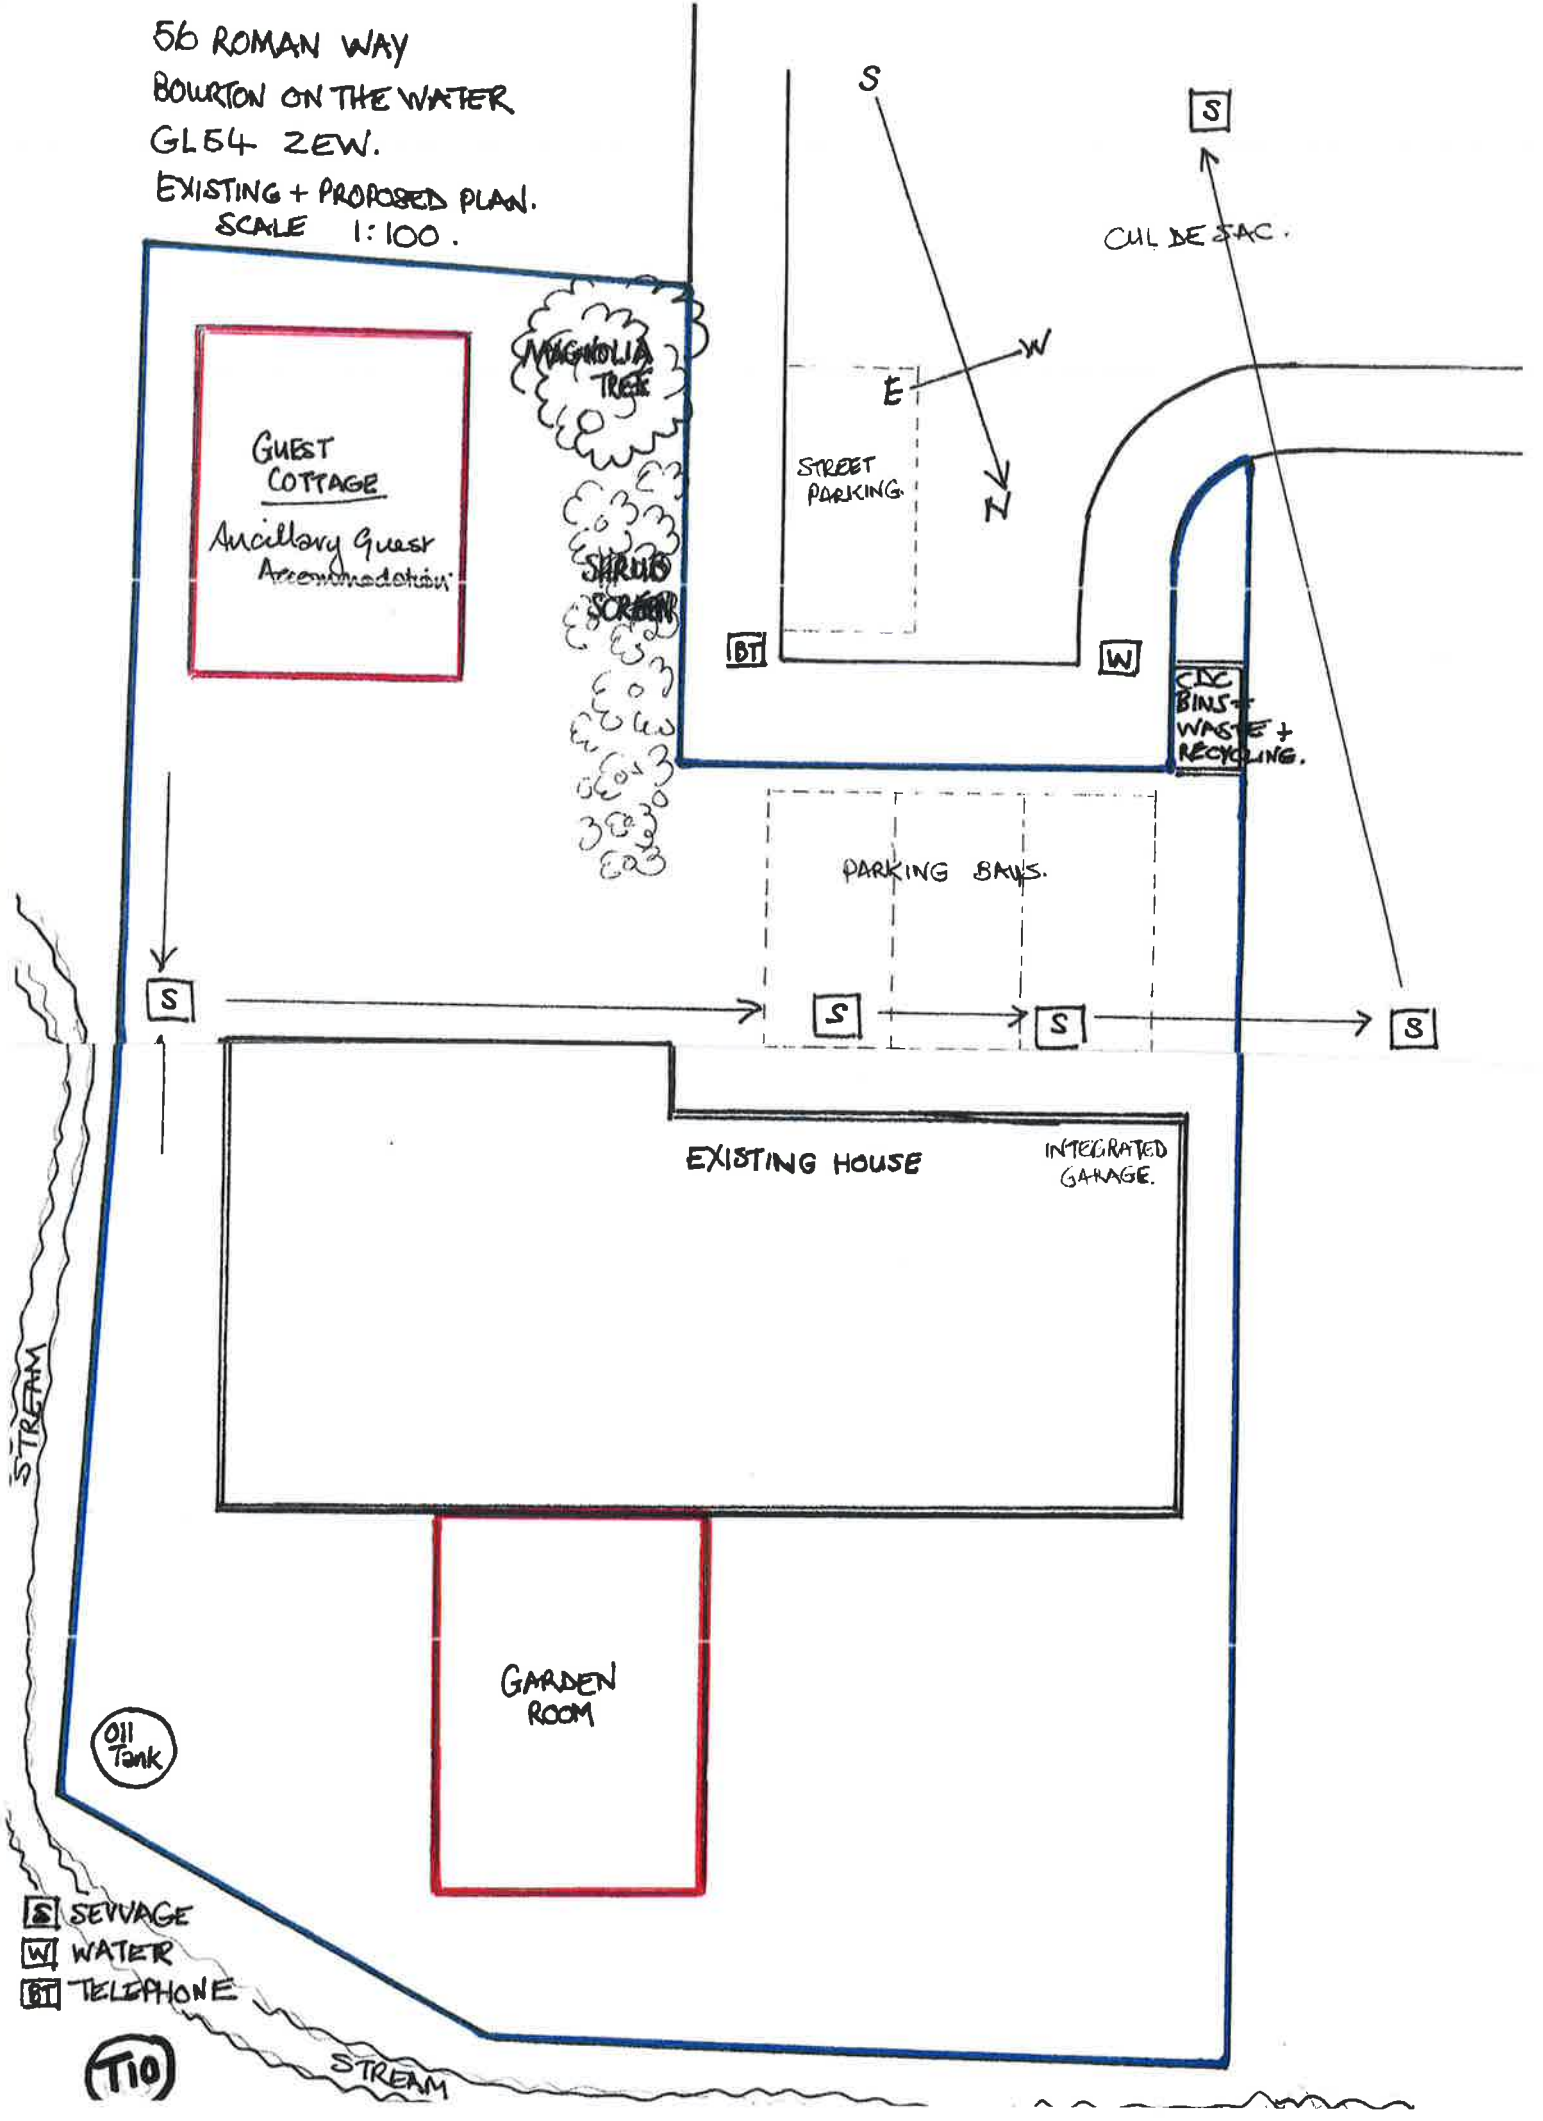 56 ROMAN WAY
BOURTON ON THE WATER
GL54 2EW.
EXISTING + PROPOSED PLAN.
SCALE 1:100.
S
S
CUL DE SAC.
MAGNOLIA
TREE
W
E
N
STREET
PARKING.
GUEST
COTTAGE
Ancillary Guest
Accommodation
SHRUB
SCREEN
BT
W
CDC
BINS +
WASTE +
RECYCLING.
PARKING BAYS.
S
S
S
S
EXISTING HOUSE
INTEGRATED
GARAGE.
STREAM
GARDEN
ROOM
Oil
Tank
S SEWAGE
W WATER
BT TELEPHONE
T10
STREAM